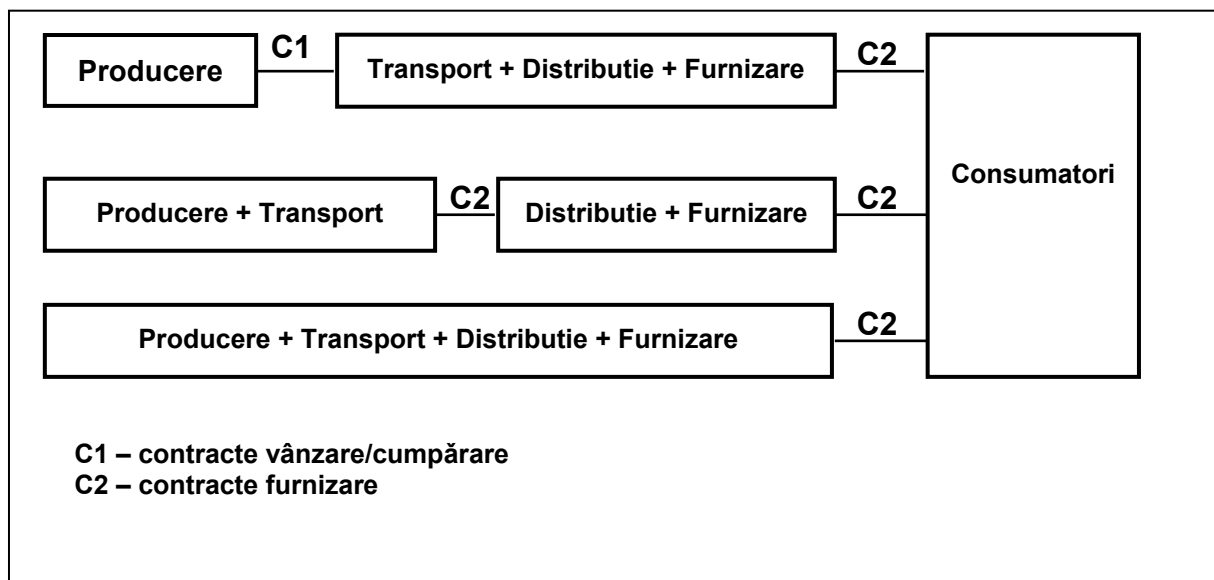 Producere
C1
Transport + Distributie + Furnizare
C2
Consumatori
Producere + Transport
C2
Distributie + Furnizare
C2
Producere + Transport + Distributie + Furnizare
C2
C1 – contracte vânzare/cumpǎrare
C2 – contracte furnizare